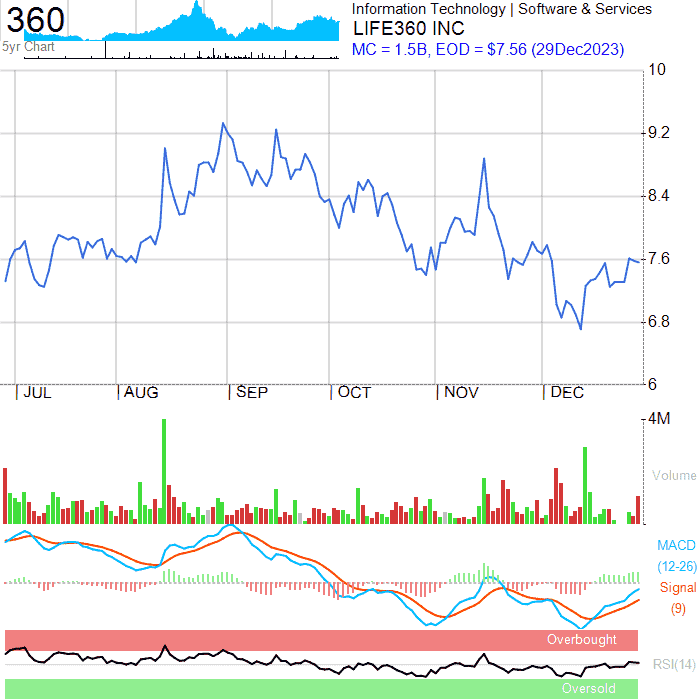 360
5yr Chart
Information Technology | Software & Services
LIFE360 INC
MC = 1.5B, EOD = $7.56 (29Dec2023)
10
9.2
8.4
7.6
6.8
6
| JUL | AUG | SEP | OCT | NOV | DEC
4M
Volume
MACD
(12-26)
Signal
(9)
Overbought
RSI(14)
Oversold